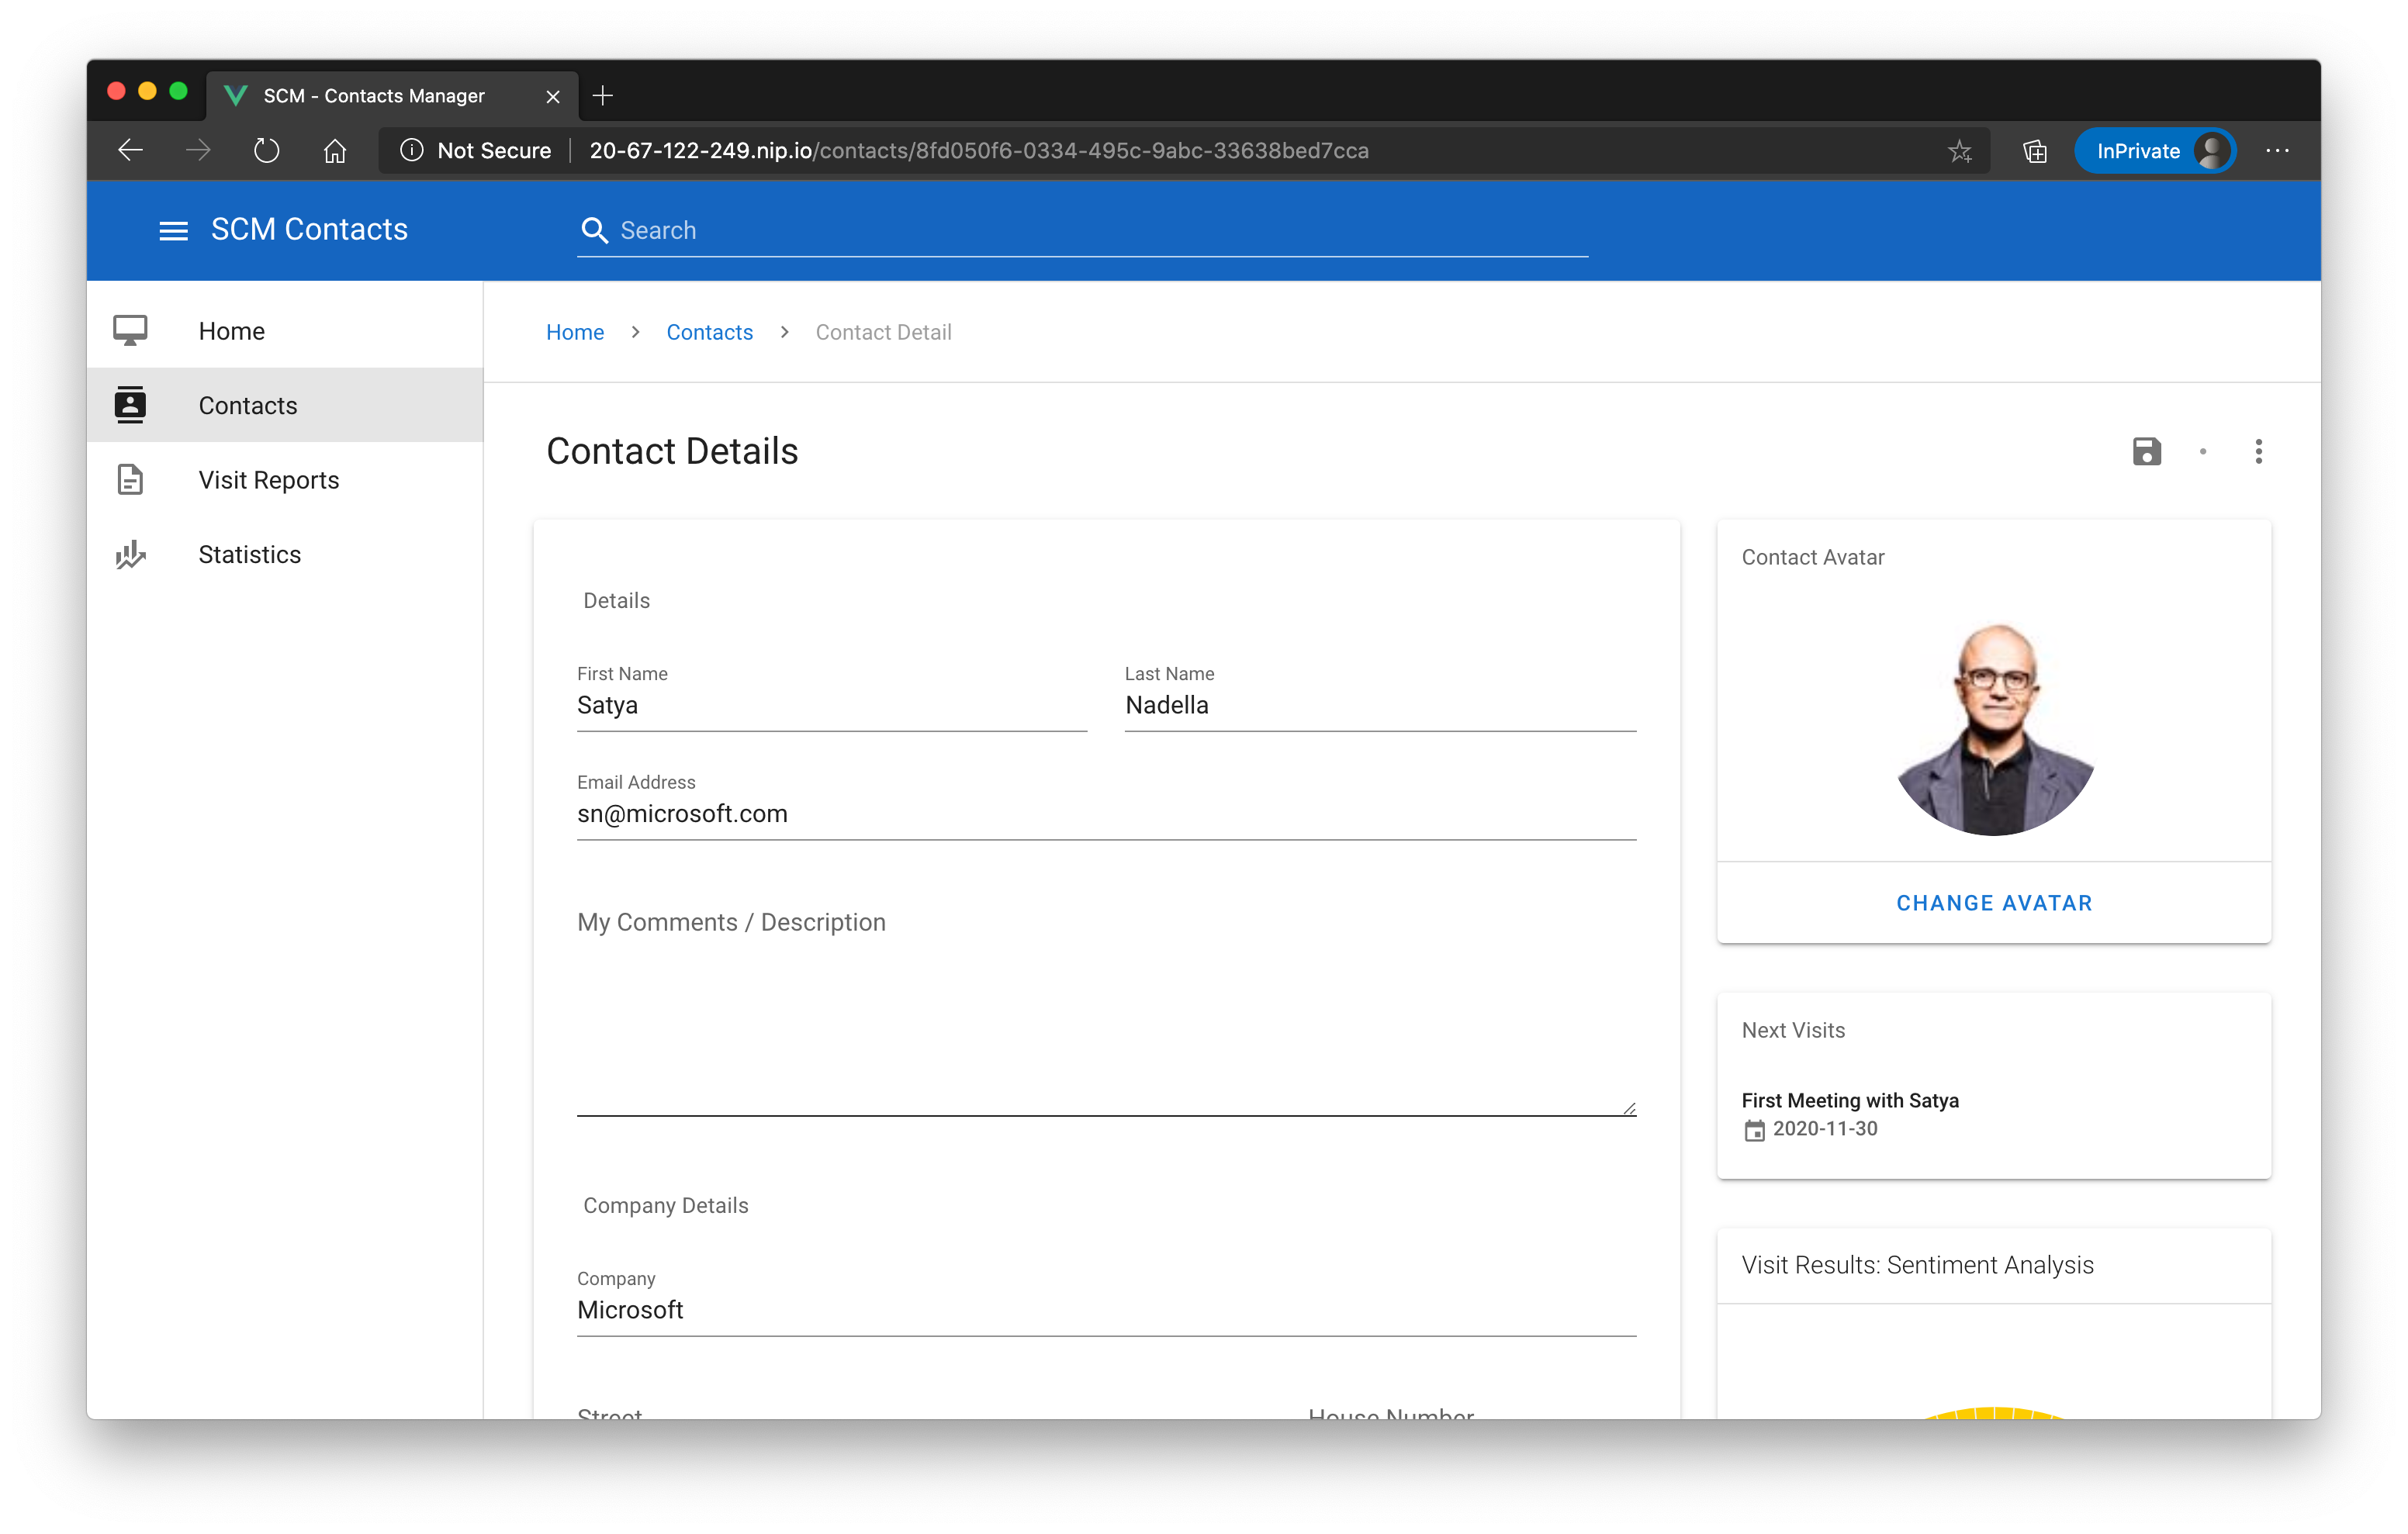 SCM - Contacts Manager
Not Secure 20-67-122-249.nip.io/contacts/8fd050f6-0334-495c-9abc-33638bed7cca InPrivate
SCM Contacts Search
Home
Contacts
Visit Reports
Statistics
Home > Contacts > Contact Detail
Contact Details
Details
First Name
Satya
Last Name
Nadella
Email Address
sn@microsoft.com
My Comments / Description
Company Details
Company
Microsoft
Street House Number
Contact Avatar
CHANGE AVATAR
Next Visits
First Meeting with Satya
2020-11-30
Visit Results: Sentiment Analysis